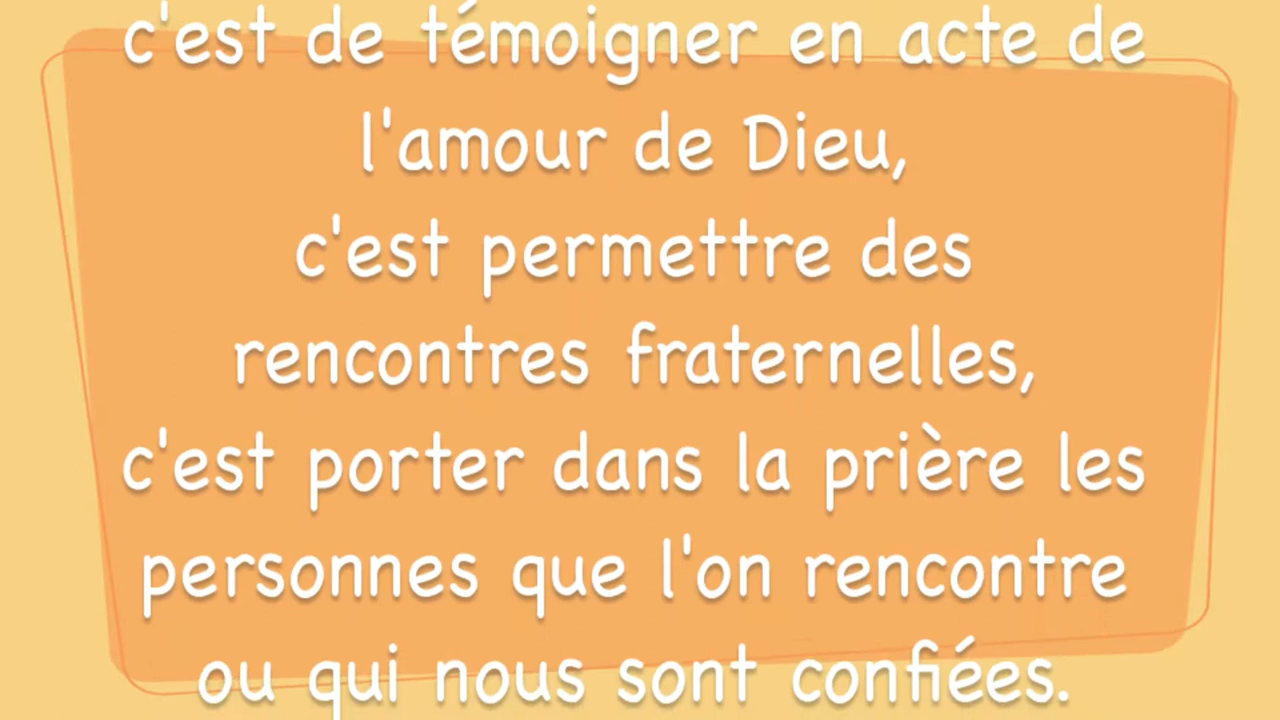 c'est de témoigner en acte de
l'amour de Dieu,
c'est permettre des
rencontres fraternelles,
c'est porter dans la prière les
personnes que l'on rencontre
ou qui nous sont confiées.